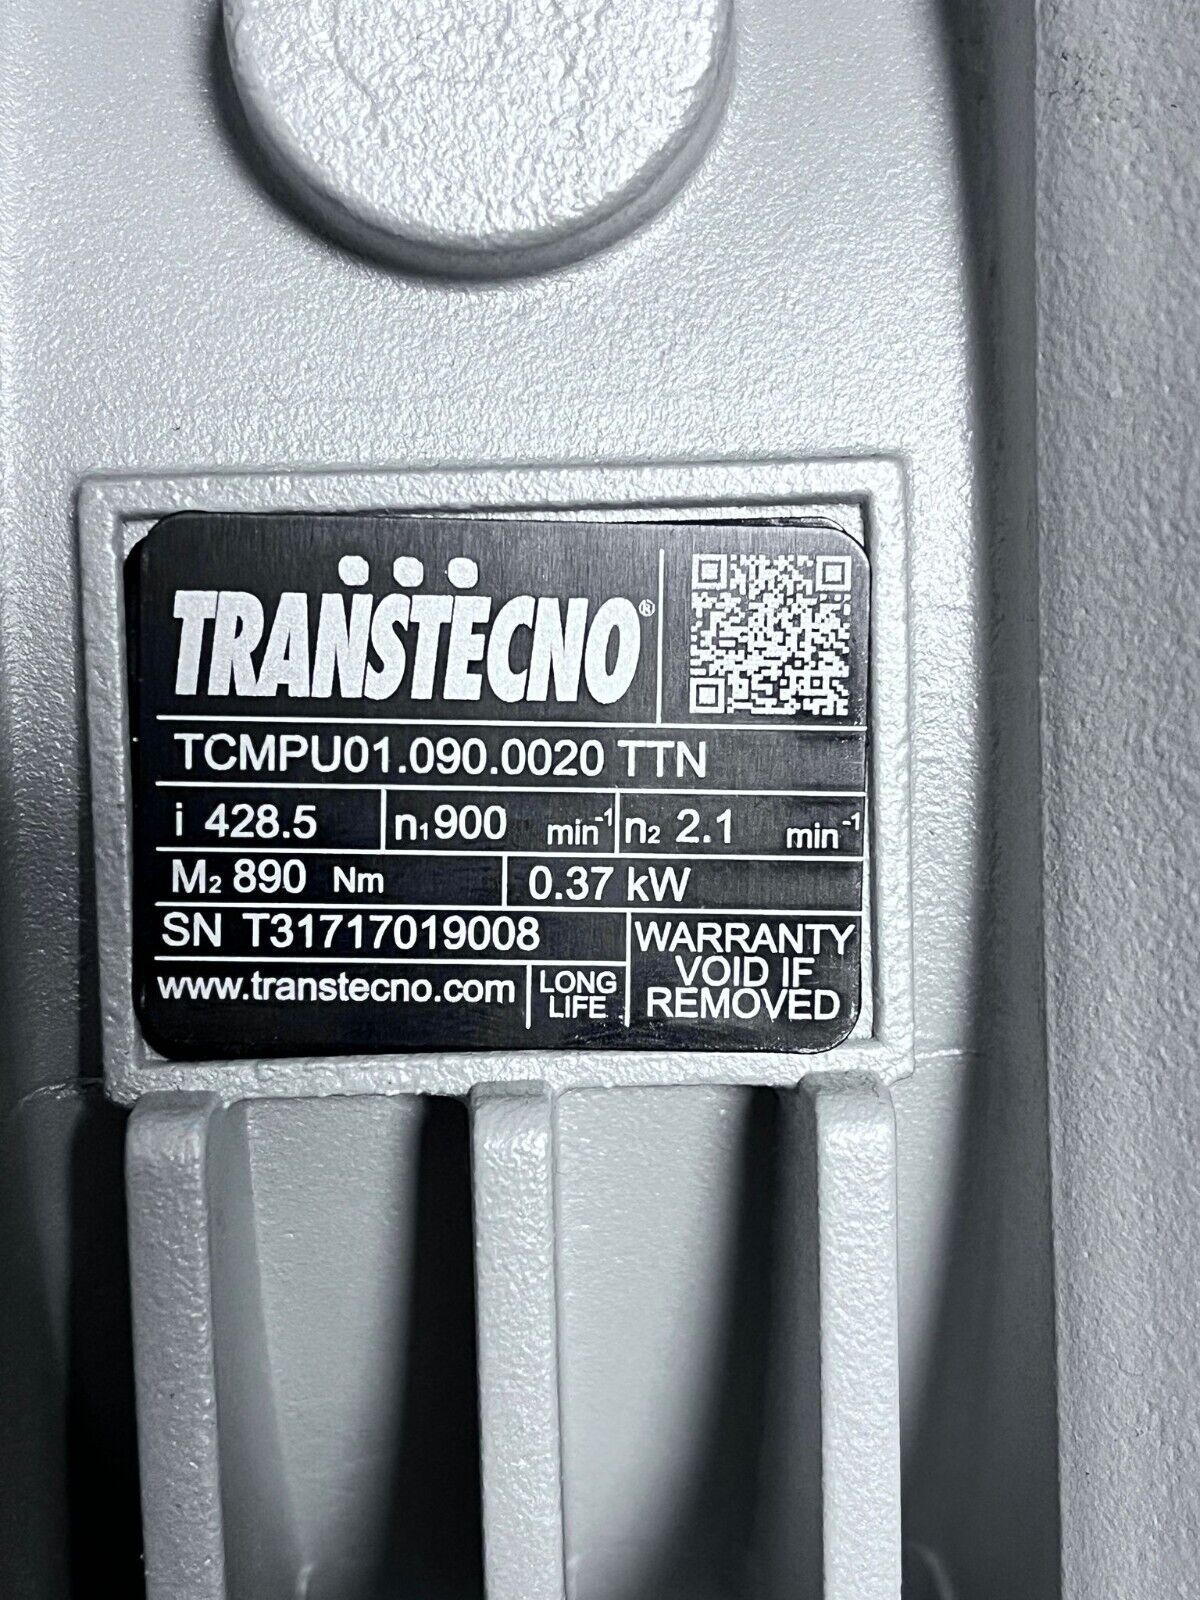 TRANSTECNO®
TCMPU01.090.0020 TTN
i 428.5 n₁ 900 min⁻¹ n₂ 2.1 min⁻¹
M₂ 890 Nm 0.37 kW
SN T31717019008
www.transtecno.com
LONG
LIFE
WARRANTY
VOID IF
REMOVED